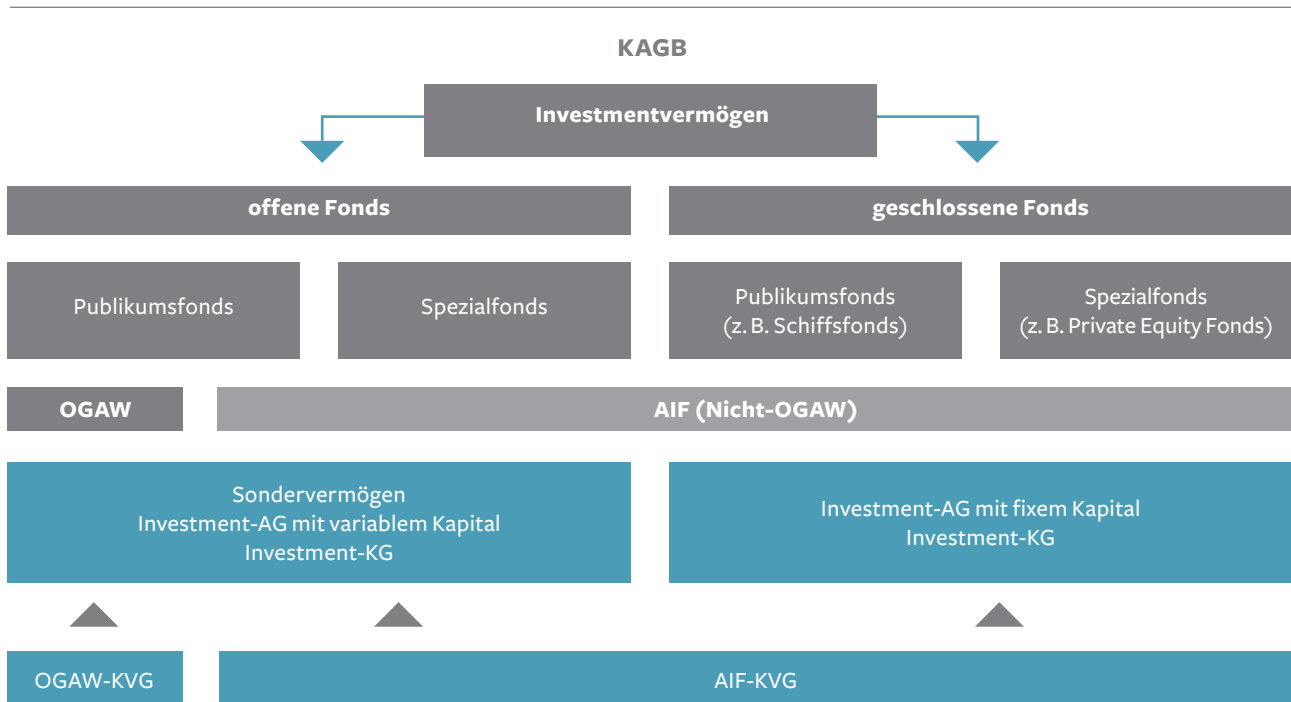 KAGB
Investmentvermögen
offene Fonds
geschlossene Fonds
Publikumsfonds
Spezialfonds
Publikumsfonds
(z. B. Schiffsfonds)
Spezialfonds
(z. B. Private Equity Fonds)
OGAW
AIF (Nicht-OGAW)
Sondervermögen
Investment-AG mit variablem Kapital
Investment-KG
Investment-AG mit fixem Kapital
Investment-KG
OGAW-KVG
AIF-KVG